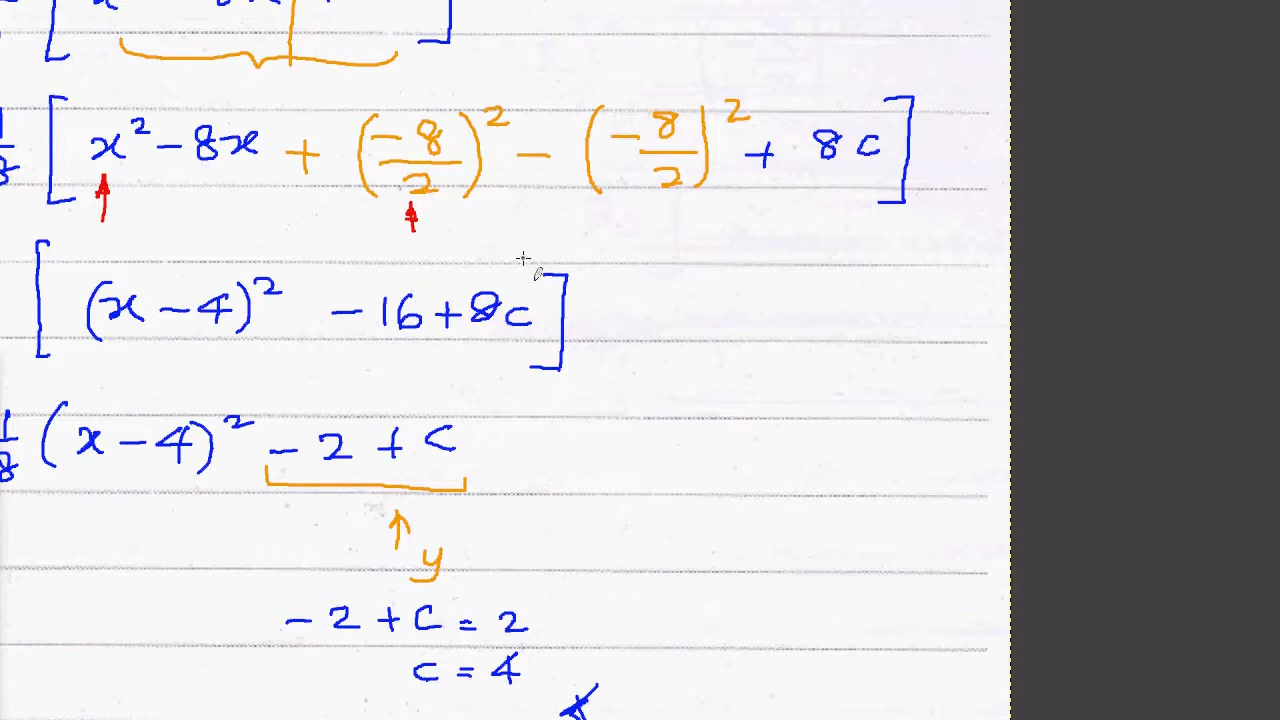 1/8 [ x² - 8x + (-8/2)² - (-8/2)² + 8c ]
[ (x - 4)² - 16 + 8c ]
1/8 (x - 4)² - 2 + c
↑ y
- 2 + c = 2
c = 4